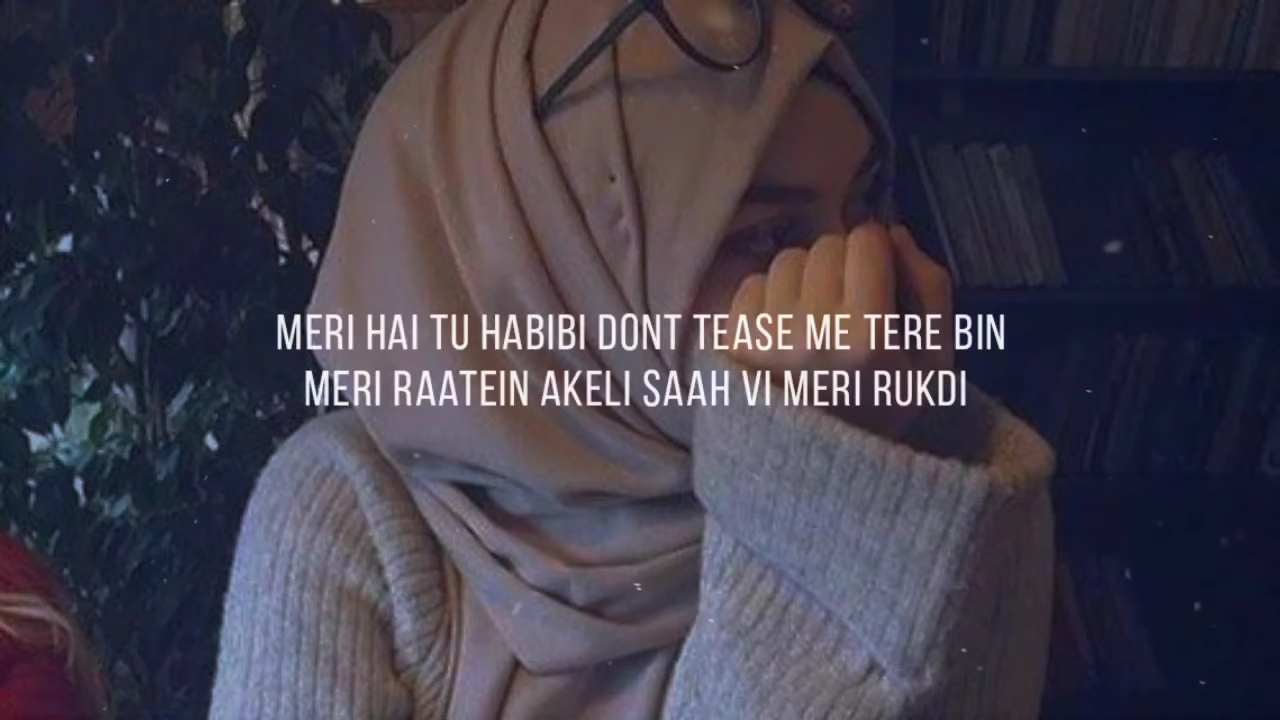 MERI HAI TU HABIBI DONT TEASE ME TERE BIN
MERI RAATEIN AKELI SAAH VI MERI RUKDI